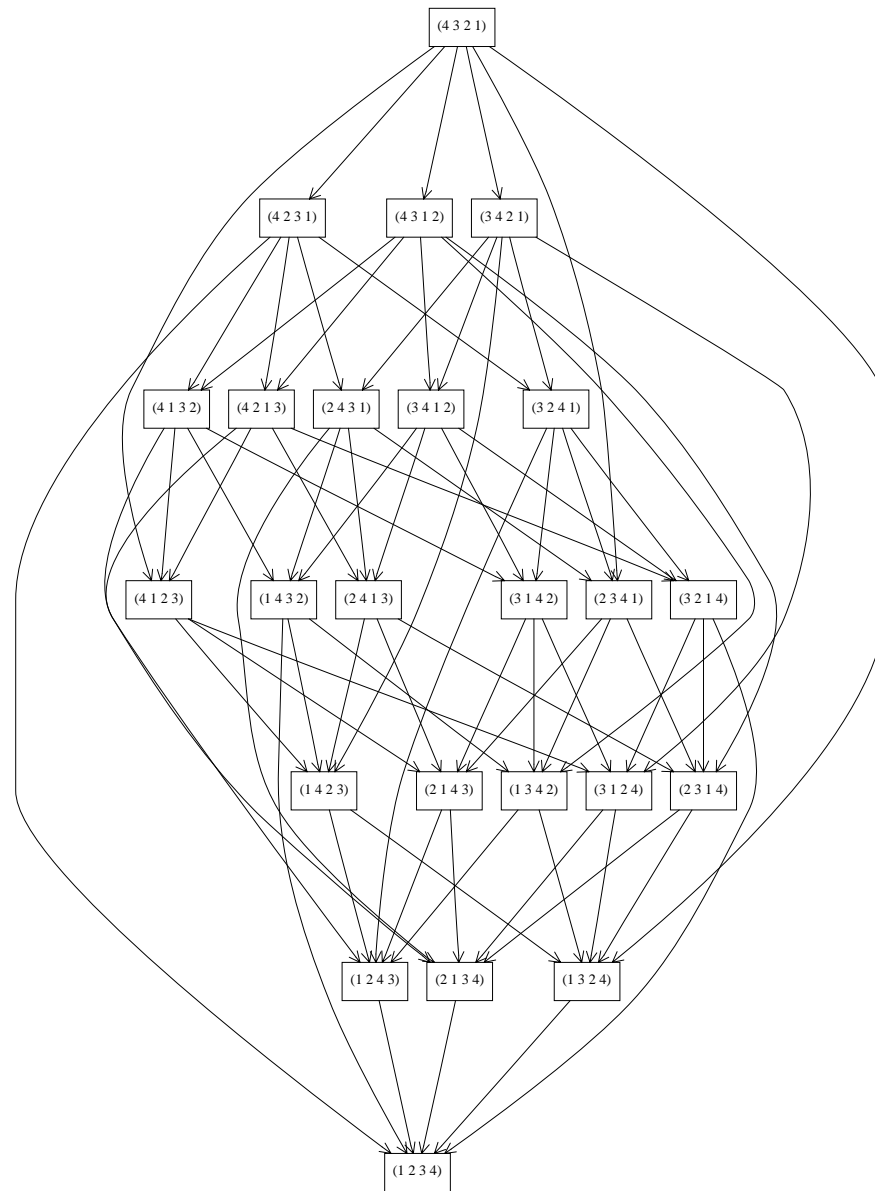 (4 3 2 1)
(4 2 3 1) (4 3 1 2) (3 4 2 1)
(4 1 3 2) (4 2 1 3) (2 4 3 1) (3 4 1 2) (3 2 4 1)
(4 1 2 3) (1 4 3 2) (2 4 1 3) (3 1 4 2) (2 3 4 1) (3 2 1 4)
(1 4 2 3) (2 1 4 3) (1 3 4 2) (3 1 2 4) (2 3 1 4)
(1 2 4 3) (2 1 3 4) (1 3 2 4)
(1 2 3 4)